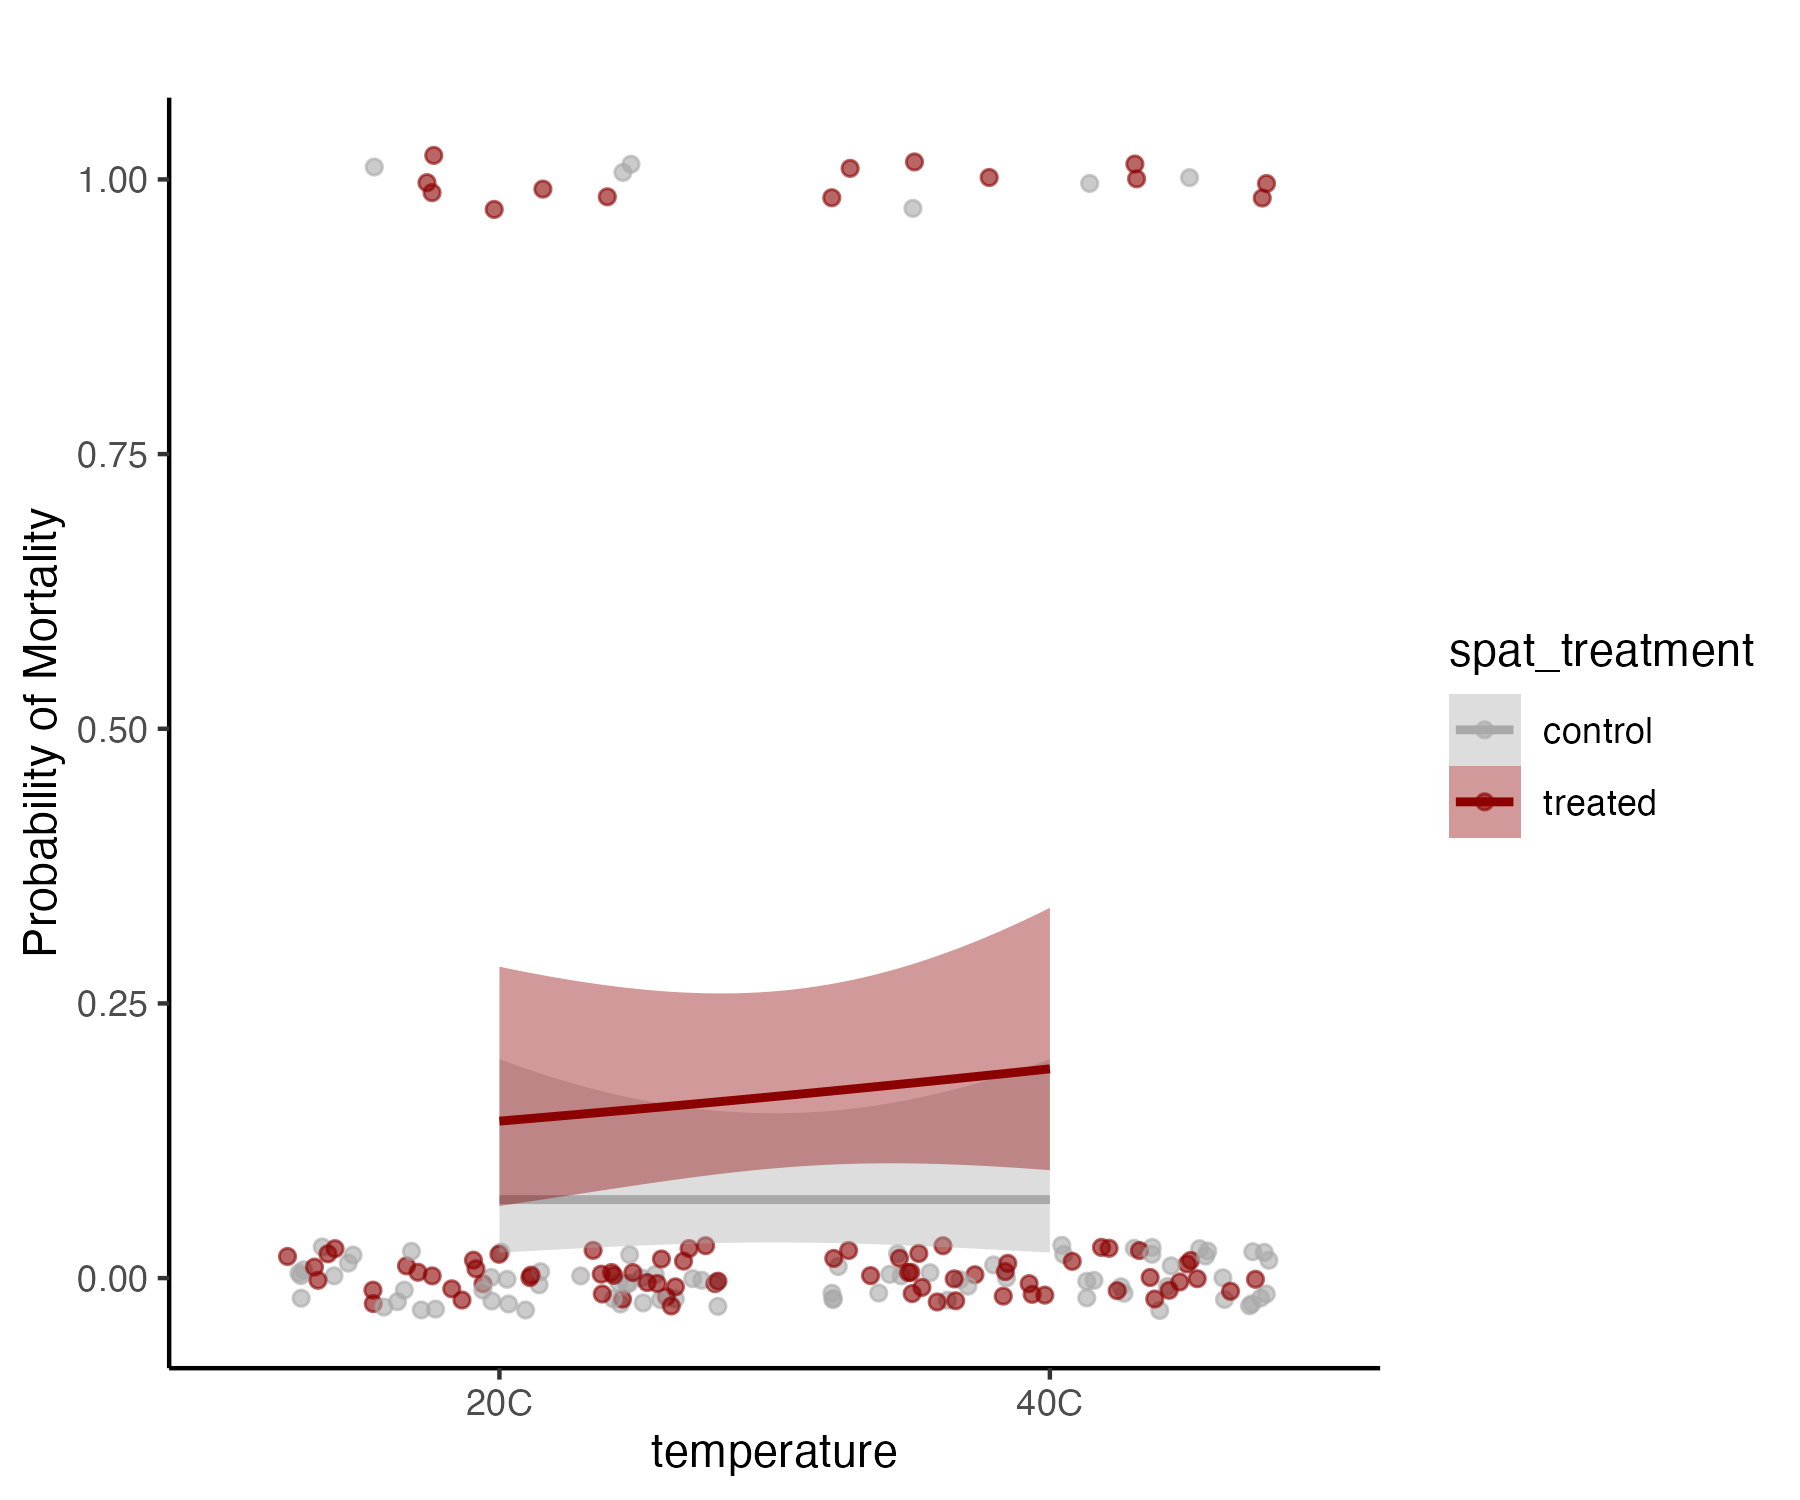 1.00
0.75
0.50
0.25
0.00
Probability of Mortality
20C
40C
temperature
spat_treatment
control
treated